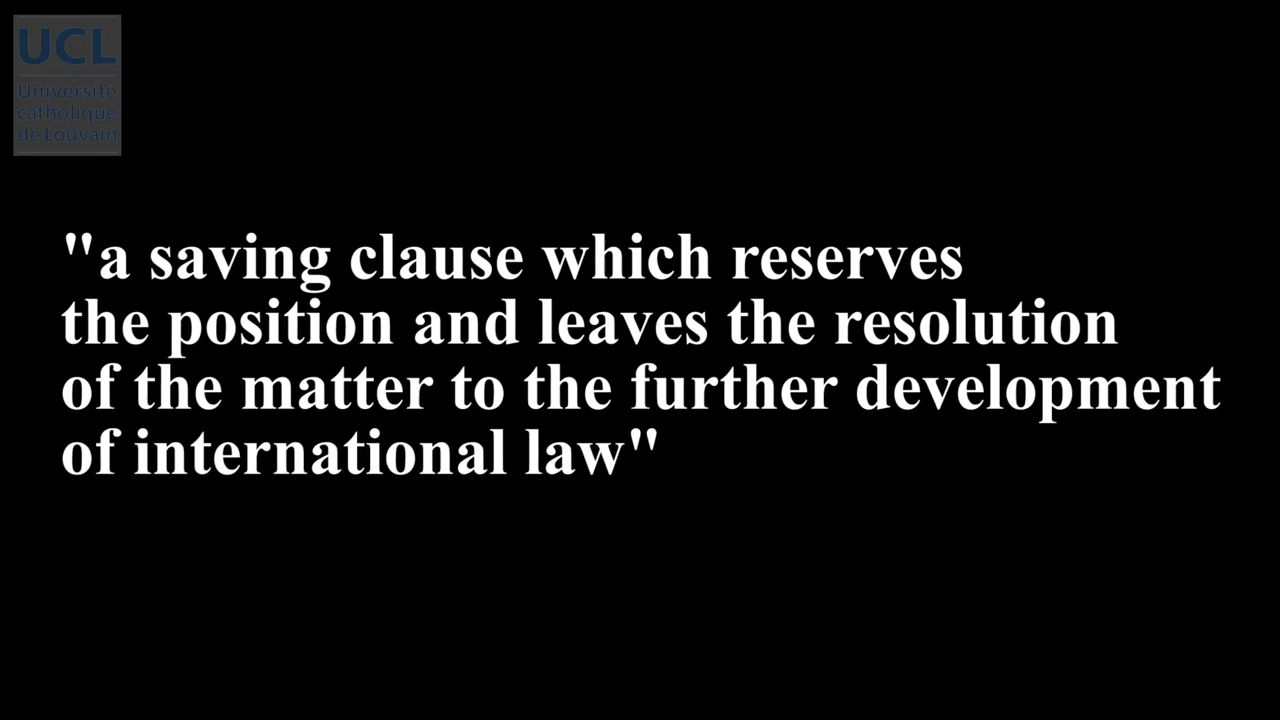 UCL
Université
catholique
de Louvain
"a saving clause which reserves
the position and leaves the resolution
of the matter to the further development
of international law"